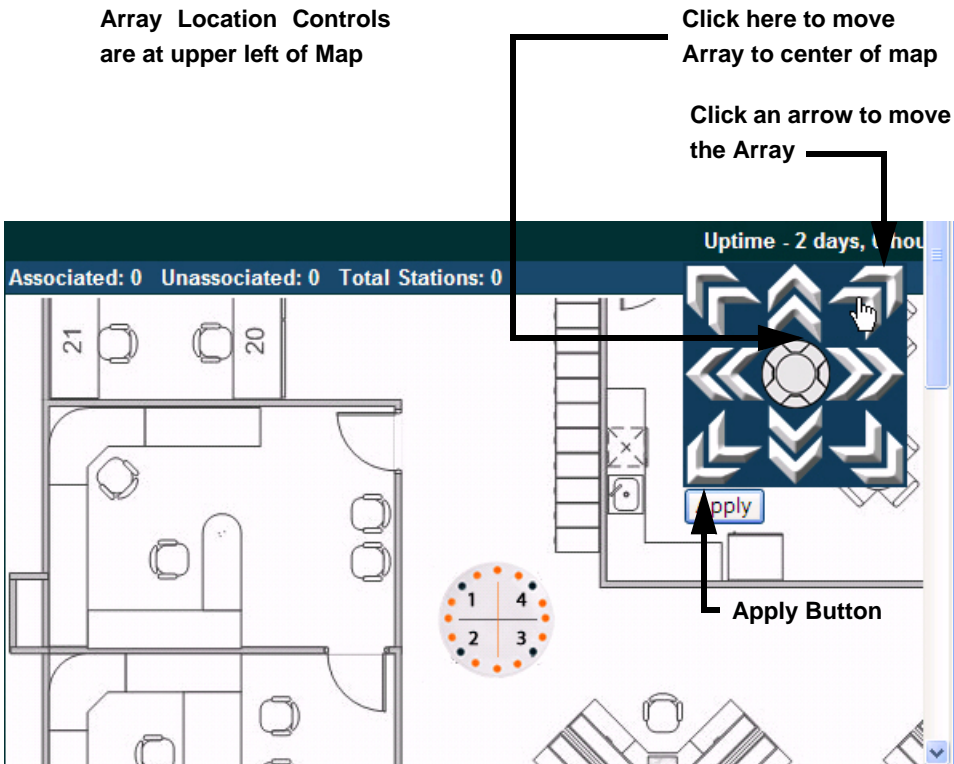 Array Location Controls
are at upper left of Map
Click here to move
Array to center of map
Click an arrow to move
the Array
Uptime - 2 days, 0 hou
Associated: 0 Unassociated: 0 Total Stations: 0
21
20
Apply
1 4
2 3
Apply Button